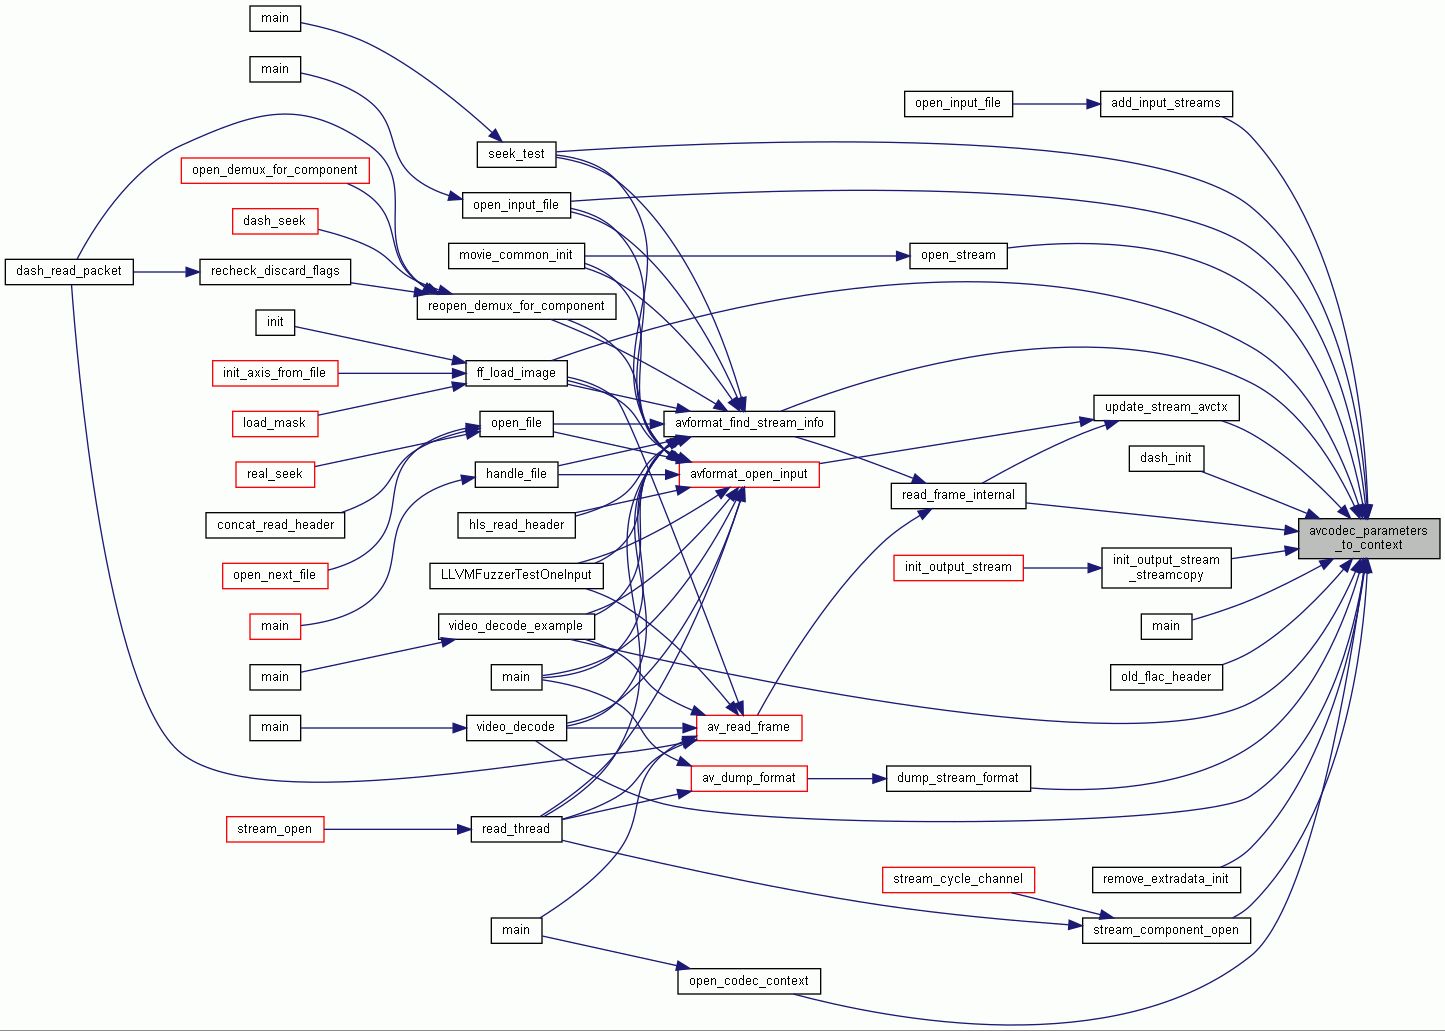 main
main
open_input_file
add_input_streams
seek_test
open_demux_for_component
open_input_file
dash_seek
movie_common_init
open_stream
dash_read_packet
recheck_discard_flags
reopen_demux_for_component
init
init_axis_from_file
ff_load_image
update_stream_avctx
load_mask
open_file
avformat_find_stream_info
dash_init
real_seek
handle_file
avformat_open_input
read_frame_internal
concat_read_header
hls_read_header
avcodec_parameters
_to_context
open_next_file
LLVMFuzzerTestOneInput
init_output_stream
init_output_stream
_streamcopy
main
video_decode_example
main
main
main
old_flac_header
main
video_decode
av_read_frame
av_dump_format
dump_stream_format
stream_open
read_thread
stream_cycle_channel
remove_extradata_init
main
stream_component_open
open_codec_context